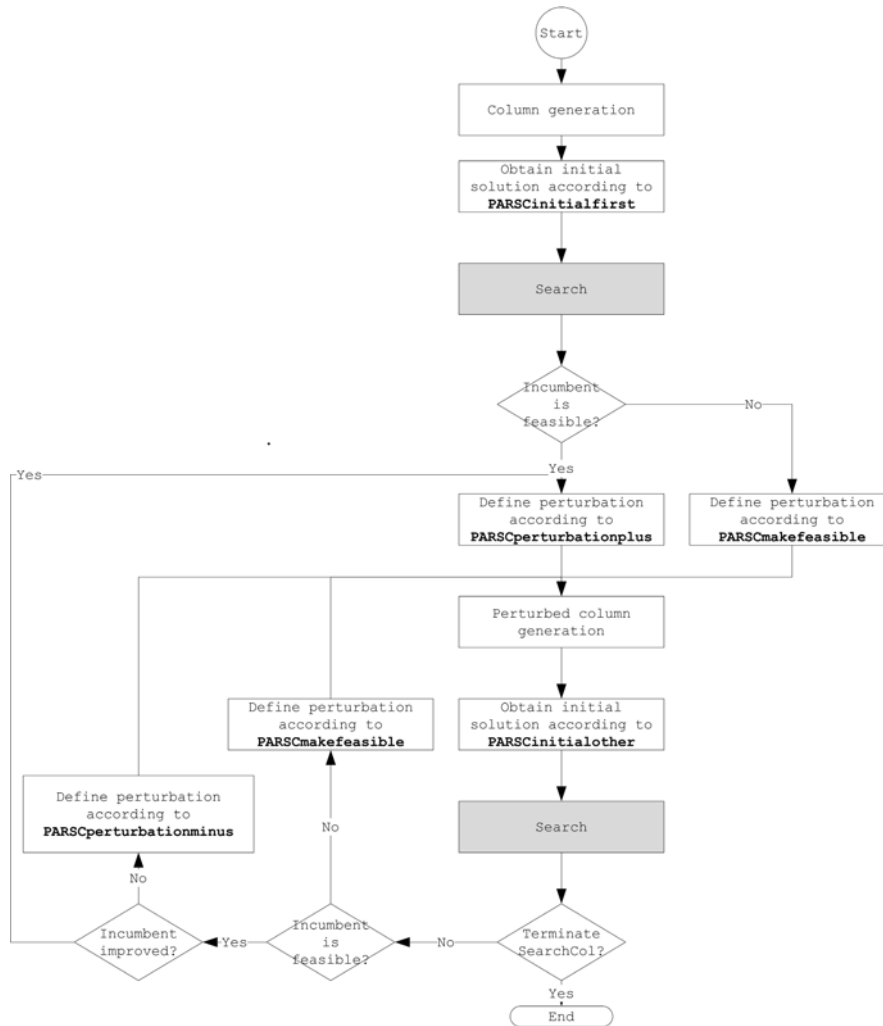 Start
Column generation
Obtain initial
solution according to
PARSCinitialfirst
Search
Incumbent
is
feasible?
No
Yes
Yes
Define perturbation
according to
PARSCperturbationplus
Define perturbation
according to
PARSCmakefeasible
Perturbed column
generation
Define perturbation
according to
PARSCmakefeasible
Obtain initial
solution according to
PARSCinitialother
Define perturbation
according to
PARSCperturbationminus
Search
No
No
Incumbent
improved?
Yes
Incumbent
is
feasible?
No
Terminate
SearchCol?
Yes
End